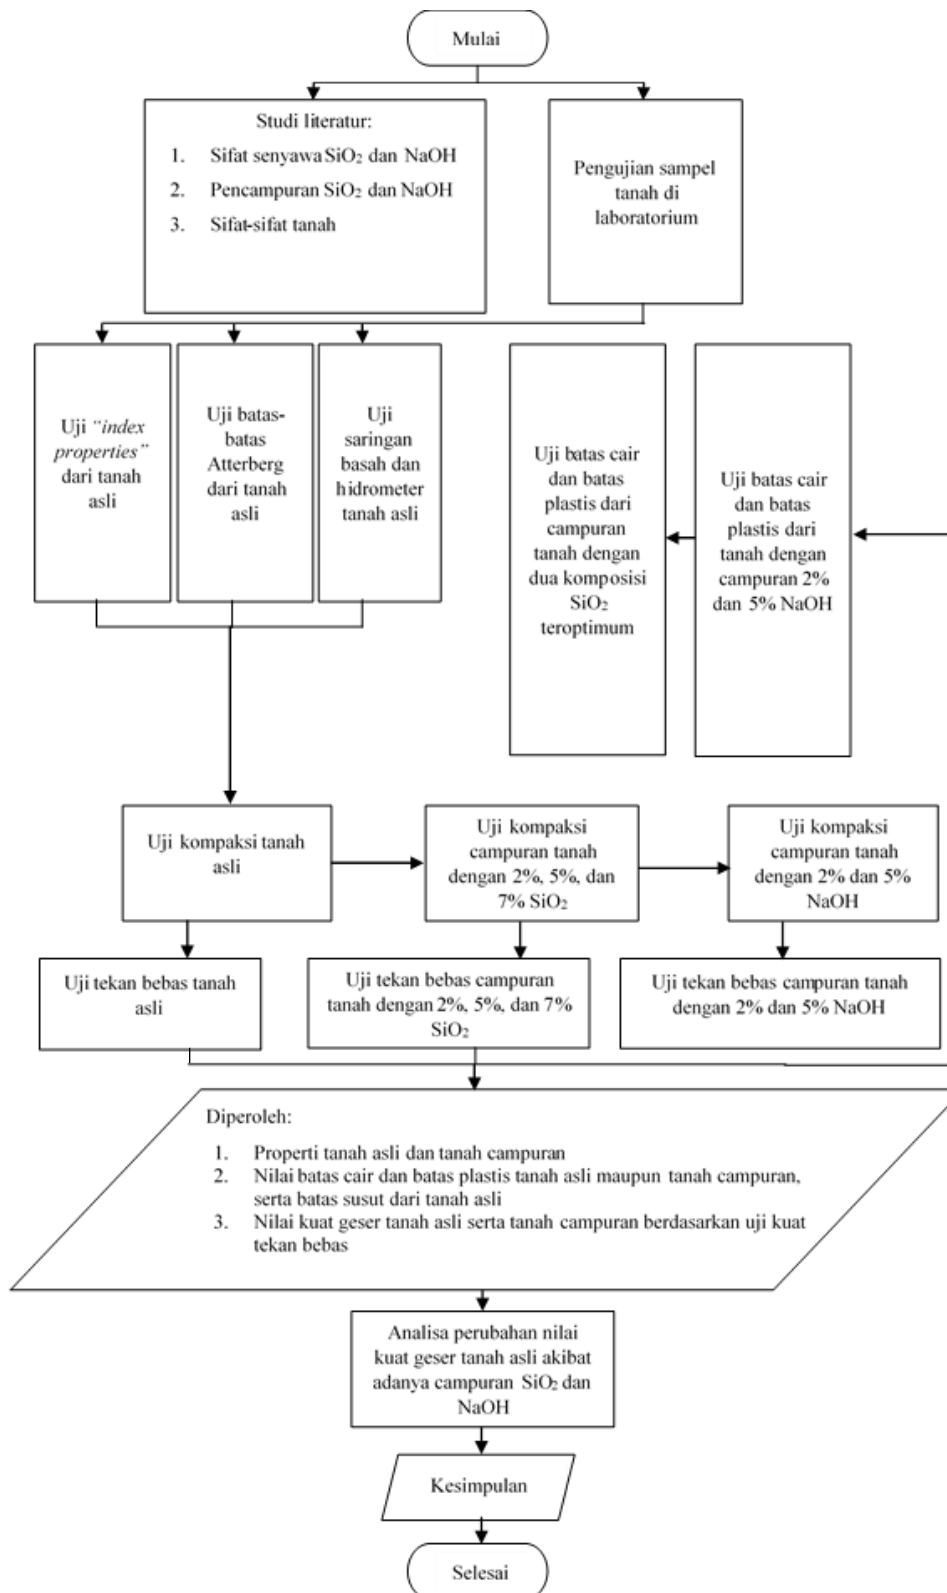 Mulai
Studi literatur:
1. Sifat senyawa SiO₂ dan NaOH
2. Pencampuran SiO₂ dan NaOH
3. Sifat-sifat tanah
Pengujian sampel
tanah di
laboratorium
Uji “index
properties”
dari tanah
asli
Uji batas-
batas
Atterberg
dari tanah
asli
Uji
saringan
basah dan
hidrometer
tanah asli
Uji batas cair
dan batas
plastis dari
campuran
tanah dengan
dua komposisi
SiO₂
teroptimum
Uji batas cair
dan batas
plastis dari
tanah dengan
campuran 2%
dan 5% NaOH
Uji kompaksi tanah
asli
Uji kompaksi
campuran tanah
dengan 2%, 5%, dan
7% SiO₂
Uji kompaksi
campuran tanah
dengan 2% dan 5%
NaOH
Uji tekan bebas tanah
asli
Uji tekan bebas campuran
tanah dengan 2%, 5%, dan 7%
SiO₂
Uji tekan bebas campuran tanah
dengan 2% dan 5% NaOH
Diperoleh:
1. Properti tanah asli dan tanah campuran
2. Nilai batas cair dan batas plastis tanah asli maupun tanah campuran,
serta batas susut dari tanah asli
3. Nilai kuat geser tanah asli serta tanah campuran berdasarkan uji kuat
tekan bebas
Analisa perubahan nilai
kuat geser tanah asli akibat
adanya campuran SiO₂ dan
NaOH
Kesimpulan
Selesai